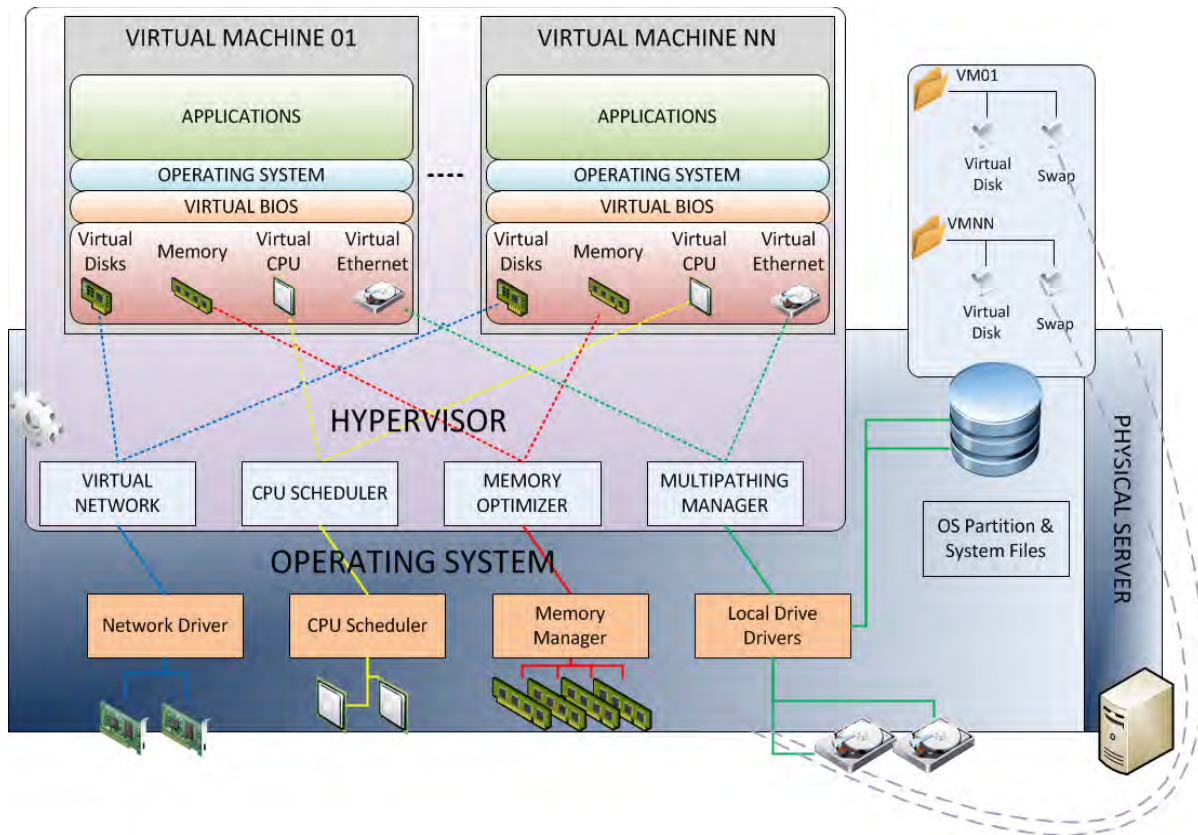 VIRTUAL MACHINE 01
APPLICATIONS
OPERATING SYSTEM
VIRTUAL BIOS
Virtual
Disks
Memory
Virtual
CPU
Virtual
Ethernet
VIRTUAL MACHINE NN
APPLICATIONS
OPERATING SYSTEM
VIRTUAL BIOS
Virtual
Disks
Memory
Virtual
CPU
Virtual
Ethernet
VM01
Virtual
Disk
Swap
VMNN
Virtual
Disk
Swap
HYPERVISOR
VIRTUAL
NETWORK
CPU SCHEDULER
MEMORY
OPTIMIZER
MULTIPATHING
MANAGER
OS Partition &
System Files
PHYSICAL SERVER
OPERATING SYSTEM
Network Driver
CPU Scheduler
Memory
Manager
Local Drive
Drivers